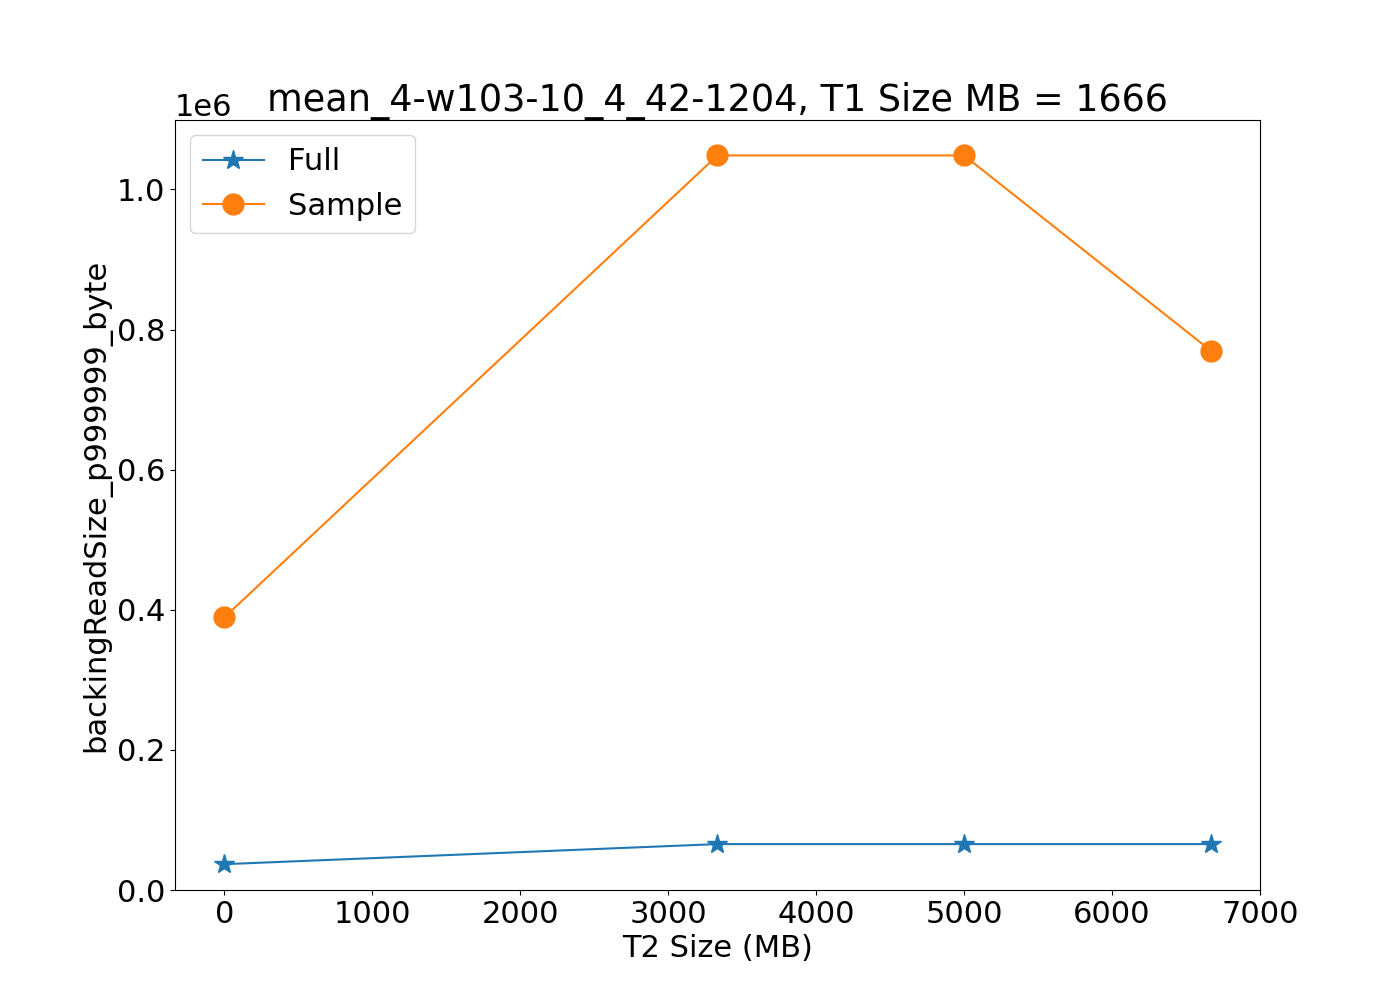 1e6 mean_4-w103-10_4_42-1204, T1 Size MB = 1666
Full
Sample
1.0
0.8
0.6
0.4
0.2
0.0
backingReadSize_p999999_byte
0 1000 2000 3000 4000 5000 6000 7000
T2 Size (MB)